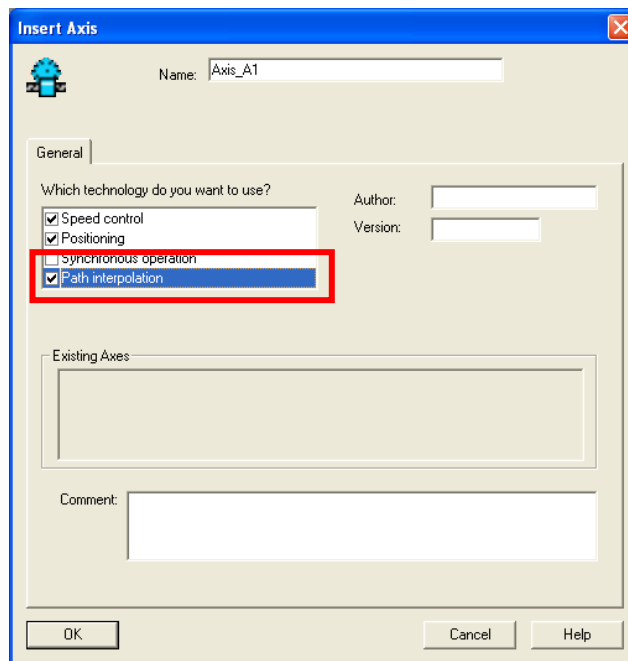 Insert Axis
Name: Axis_A1
General
Which technology do you want to use?
Speed control
Positioning
Synchronous operation
Path interpolation
Author:
Version:
Existing Axes
Comment:
OK Cancel Help